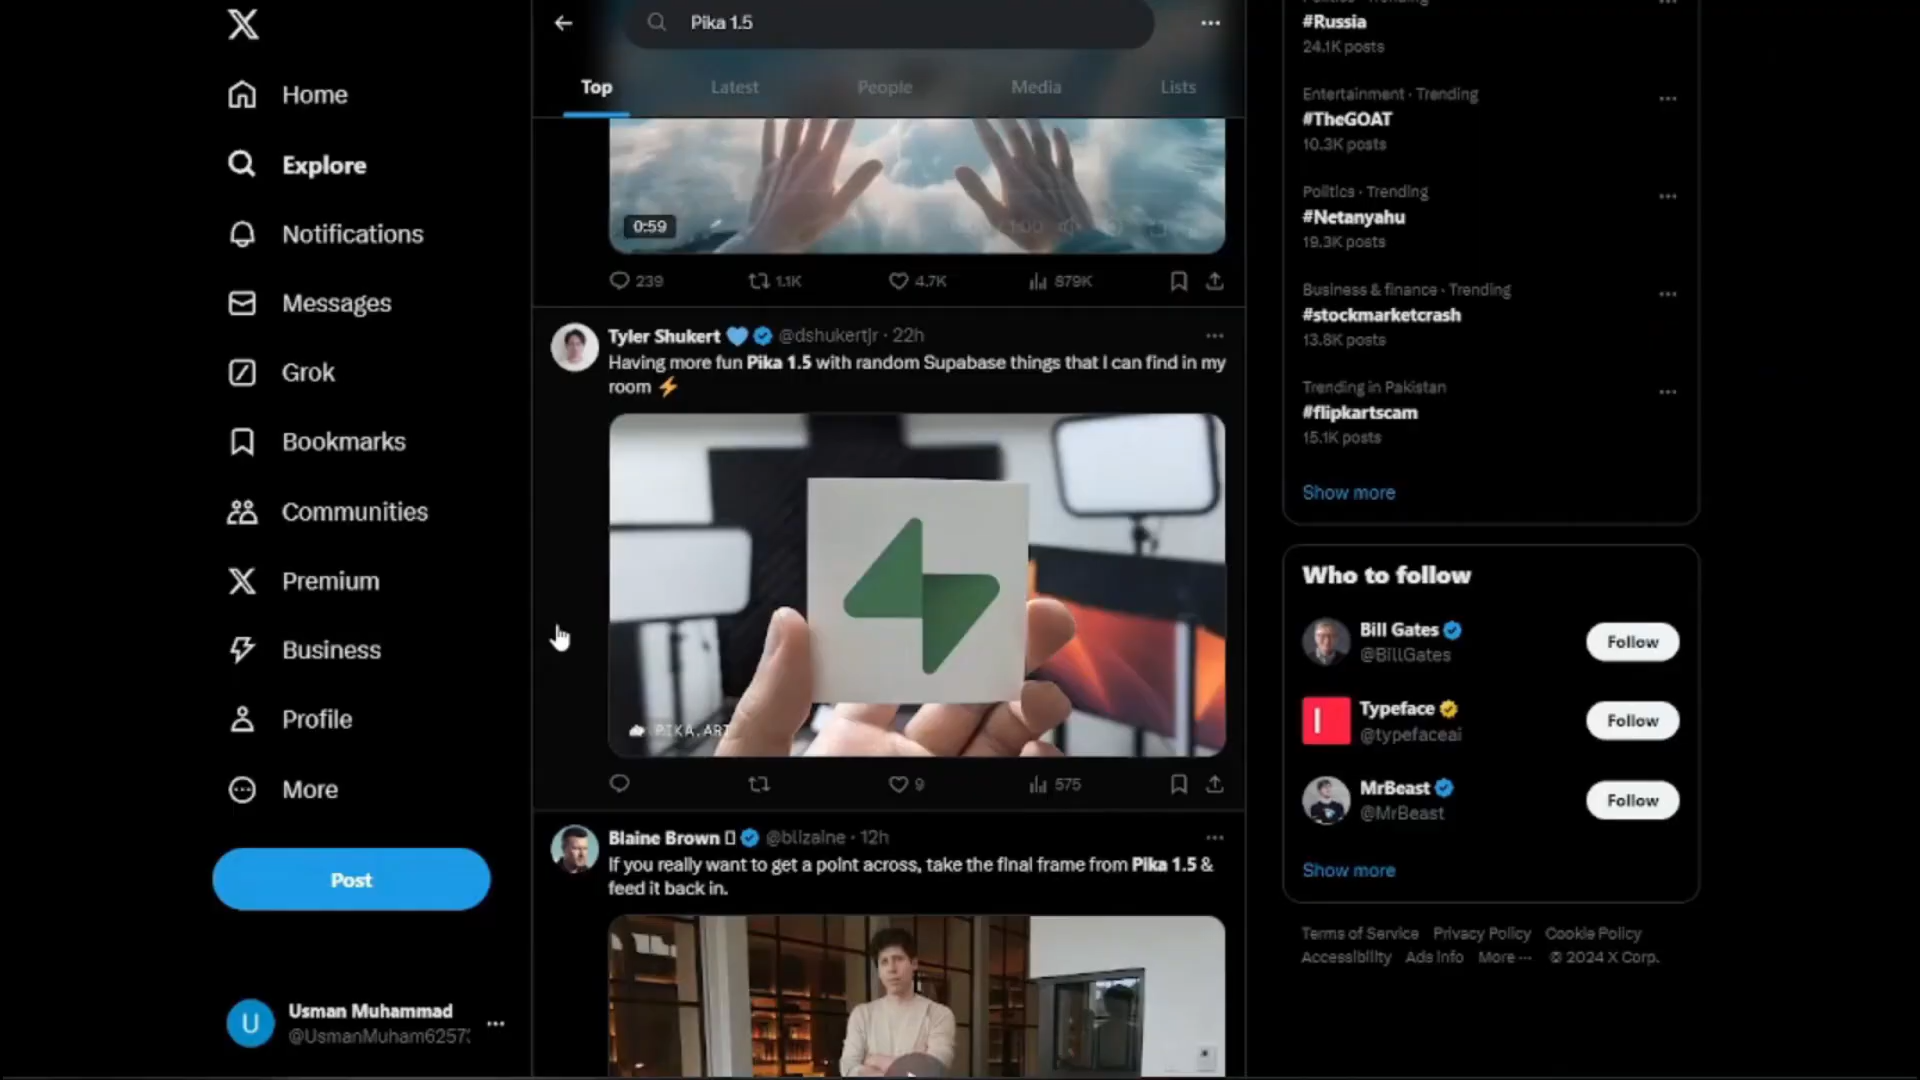 Home
Explore
Notifications
Messages
Grok
Bookmarks
Communities
Premium
Business
Profile
More
Post
Usman Muhammad
@UsmanMuham6257
Pika 1.5
Top
Latest
People
Media
Lists
0:59
1:00
239
1.1K
4.7K
879K
Tyler Shukert
@dshukertjr · 22h
Having more fun Pika 1.5 with random Supabase things that I can find in my
room ⚡
PIKA.ART
9
575
Blaine Brown
@blizaine · 12h
If you really want to get a point across, take the final frame from Pika 1.5 &
feed it back in.
Politics · Trending
#Russia
24.1K posts
Entertainment · Trending
#TheGOAT
10.3K posts
Politics · Trending
#Netanyahu
19.3K posts
Business & finance · Trending
#stockmarketcrash
13.8K posts
Trending in Pakistan
#flipkartscam
15.1K posts
Show more
Who to follow
Bill Gates
@BillGates
Follow
Typeface
@typefaceai
Follow
MrBeast
@MrBeast
Follow
Show more
Terms of Service Privacy Policy Cookie Policy
Accessibility Ads info More ··· © 2024 X Corp.